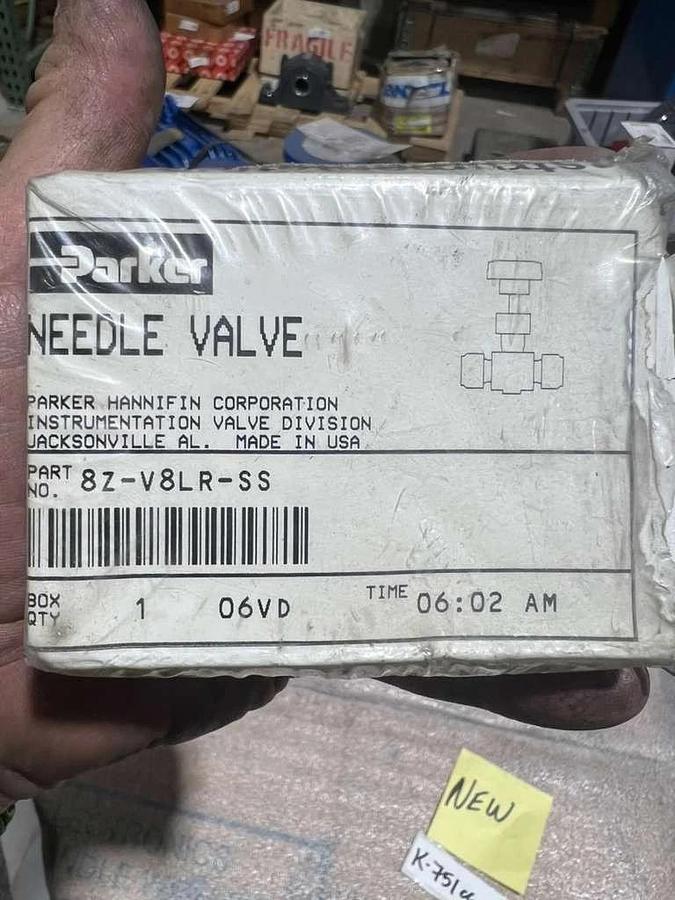 FRAGILE
Parker
NEEDLE VALVE
PARKER HANNIFIN CORPORATION
INSTRUMENTATION VALVE DIVISION
JACKSONVILLE AL. MADE IN USA
PART NO. 8Z-V8LR-SS
BOX QTY 1 06VD TIME 06:02 AM
NEW